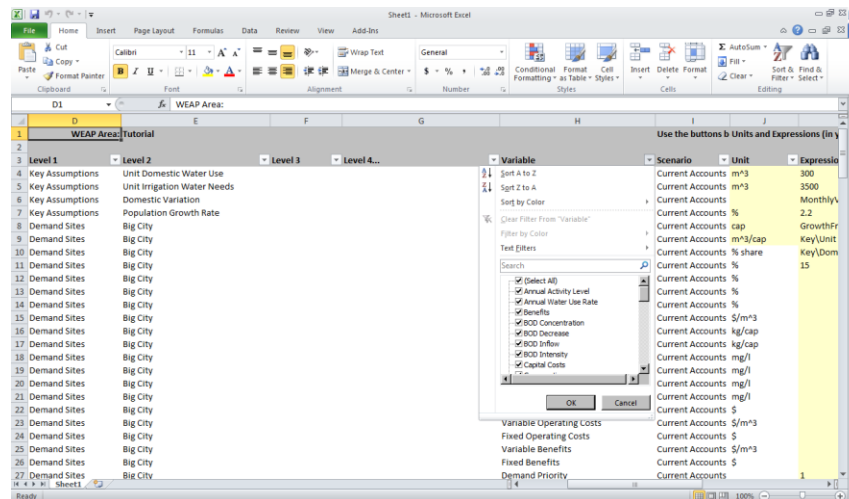 Sheet1 - Microsoft Excel
File Home Insert Page Layout Formulas Data Review View Add-Ins
Cut
Copy
Format Painter
Paste
Clipboard
Calibri 11
Font
Wrap Text
Merge & Center
Alignment
General
Number
Conditional Formatting Format as Table Cell Styles
Styles
Insert Delete Format
Cells
AutoSum
Fill
Clear
Sort & Filter Find & Select
Editing
D1 fx WEAP Area:
D E F G H I J
1 WEAP Area: Tutorial Use the buttons b Units and Expressions (in y
2
3 Level 1 Level 2 Level 3 Level 4... Variable Scenario Unit Expressio
4 Key Assumptions Unit Domestic Water Use Current Accounts m^3 300
5 Key Assumptions Unit Irrigation Water Needs Current Accounts m^3 3500
6 Key Assumptions Domestic Variation Current Accounts MonthlyV
7 Key Assumptions Population Growth Rate Current Accounts % 2.2
8 Demand Sites Big City Current Accounts cap GrowthFr
9 Demand Sites Big City Current Accounts m^3/cap Key\Unit
10 Demand Sites Big City Current Accounts % share Key\Dom
11 Demand Sites Big City Current Accounts % 15
12 Demand Sites Big City Current Accounts %
13 Demand Sites Big City Current Accounts %
14 Demand Sites Big City Current Accounts %
15 Demand Sites Big City Current Accounts $/m^3
16 Demand Sites Big City Current Accounts kg/cap
17 Demand Sites Big City Current Accounts kg/cap
18 Demand Sites Big City Current Accounts mg/l
19 Demand Sites Big City Current Accounts mg/l
20 Demand Sites Big City Current Accounts mg/l
21 Demand Sites Big City Current Accounts mg/l
22 Demand Sites Big City Current Accounts $
23 Demand Sites Big City Variable Operating Costs Current Accounts $/m^3
24 Demand Sites Big City Fixed Operating Costs Current Accounts $
25 Demand Sites Big City Variable Benefits Current Accounts $/m^3
26 Demand Sites Big City Fixed Benefits Current Accounts $
27 Demand Sites Big City Demand Priority Current Accounts 1
Sort A to Z
Sort Z to A
Sort by Color
Clear Filter From "Variable"
Filter by Color
Text Filters
Search
(Select All)
Annual Activity Level
Annual Water Use Rate
Benefits
BOD Concentration
BOD Decrease
BOD Inflow
BOD Intensity
Capital Costs
OK Cancel
Sheet1
Ready 100%